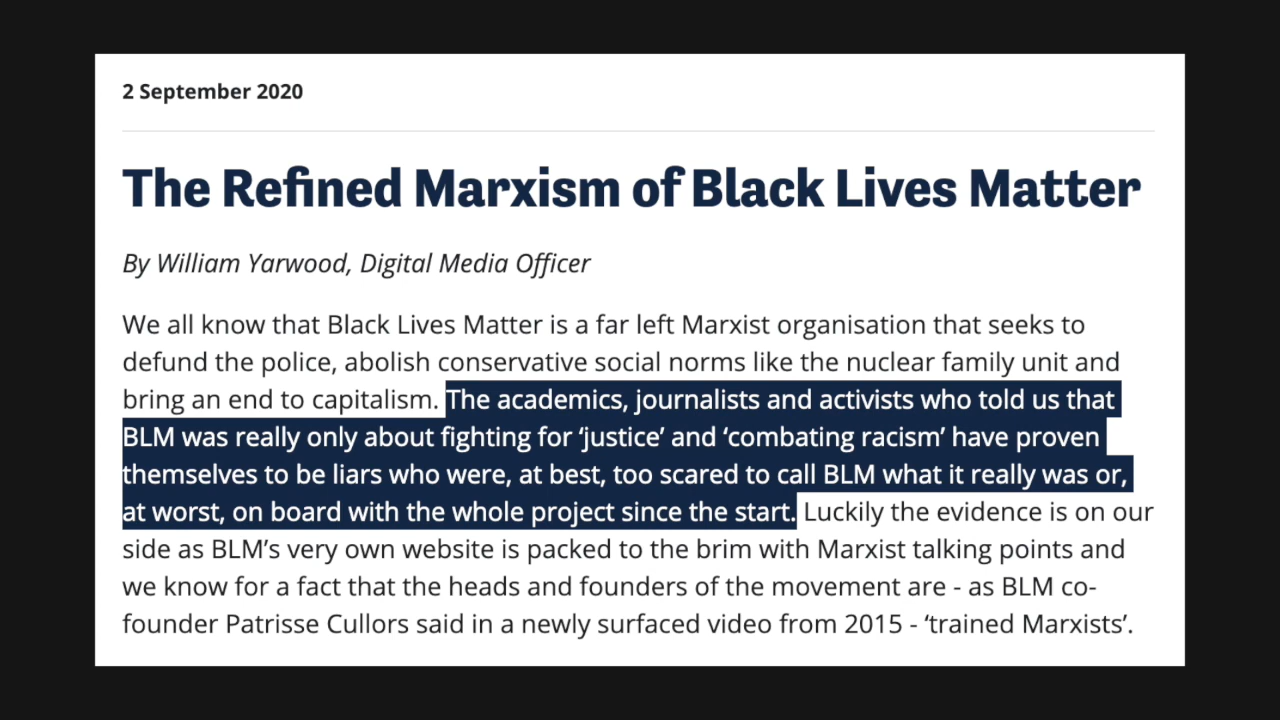 2 September 2020
The Refined Marxism of Black Lives Matter
By William Yarwood, Digital Media Officer
We all know that Black Lives Matter is a far left Marxist organisation that seeks to
defund the police, abolish conservative social norms like the nuclear family unit and
bring an end to capitalism. The academics, journalists and activists who told us that
BLM was really only about fighting for ‘justice’ and ‘combating racism’ have proven
themselves to be liars who were, at best, too scared to call BLM what it really was or,
at worst, on board with the whole project since the start. Luckily the evidence is on our
side as BLM’s very own website is packed to the brim with Marxist talking points and
we know for a fact that the heads and founders of the movement are - as BLM co-
founder Patrisse Cullors said in a newly surfaced video from 2015 - ‘trained Marxists’.